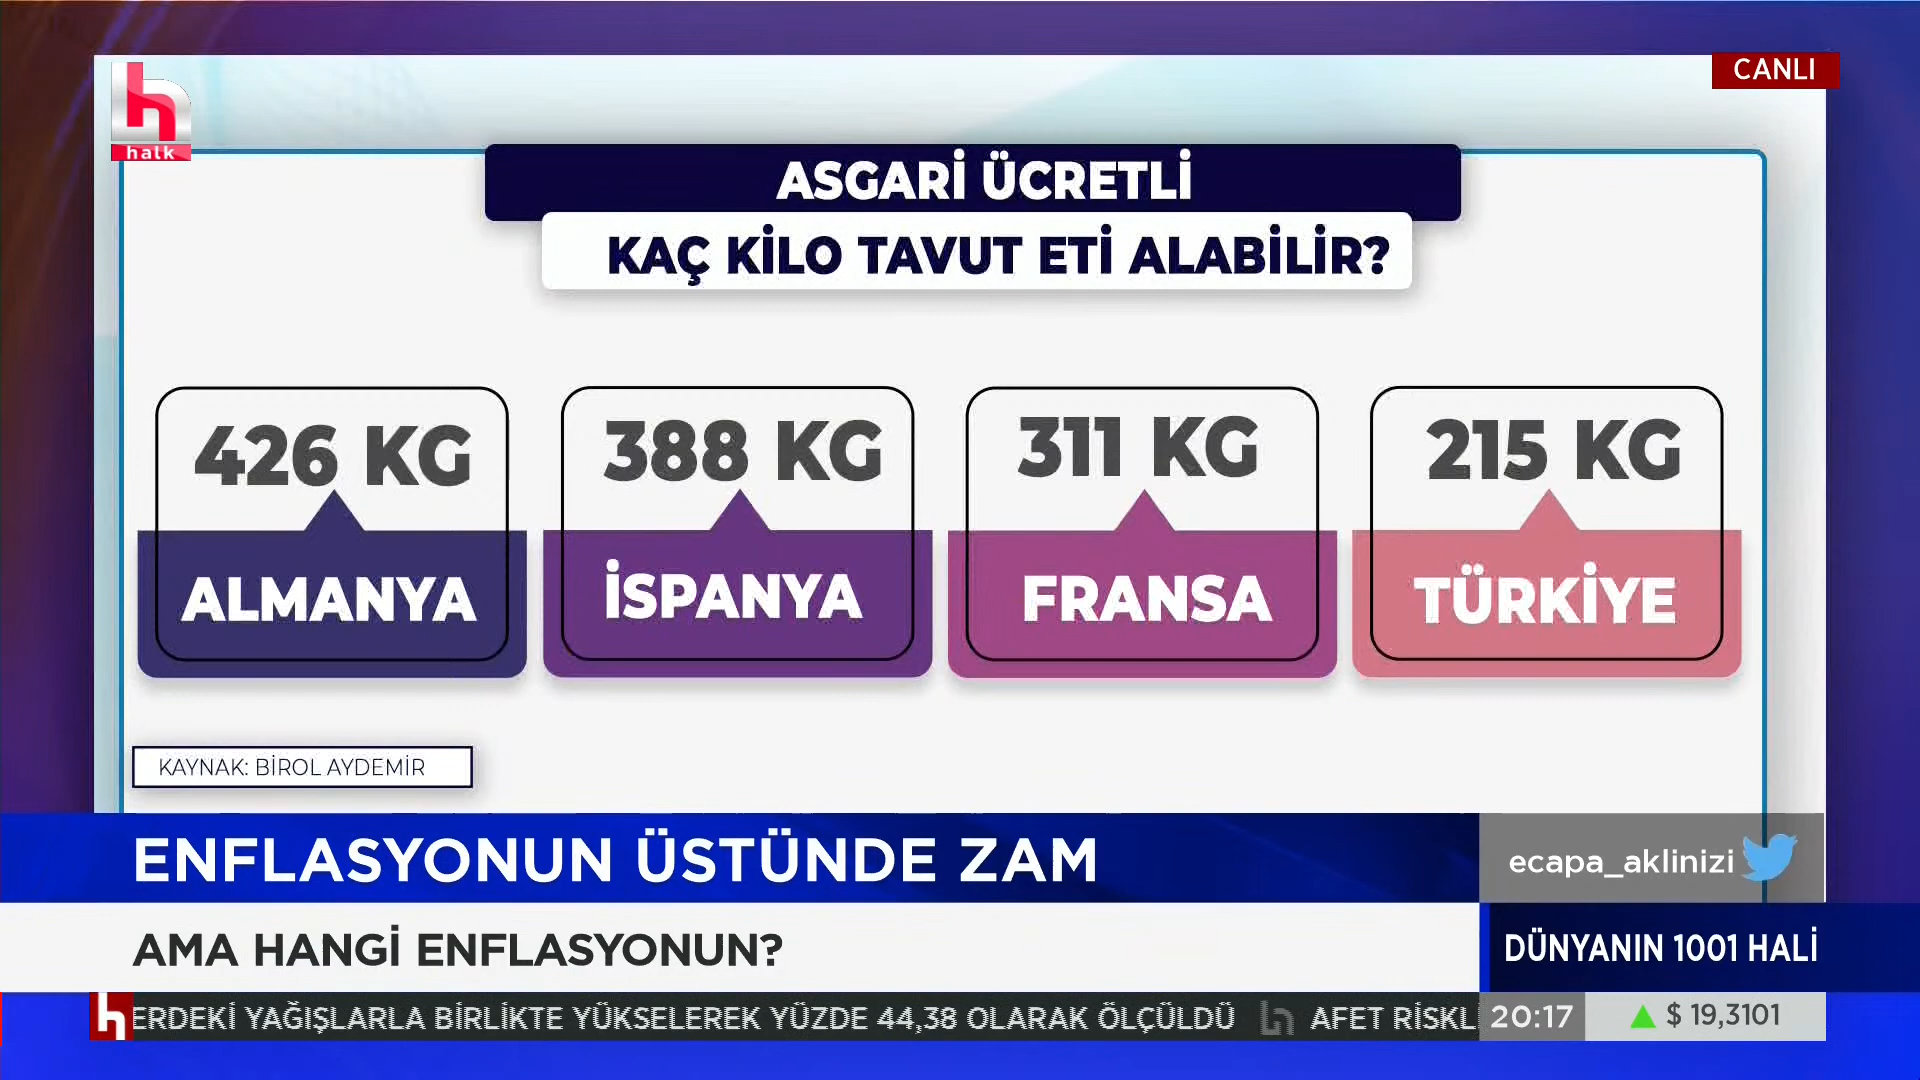 halk
CANLI
ASGARİ ÜCRETLİ
KAÇ KİLO TAVUT ETİ ALABİLİR?
426 KG
ALMANYA
388 KG
İSPANYA
311 KG
FRANSA
215 KG
TÜRKİYE
KAYNAK: BİROL AYDEMİR
ENFLASYONUN ÜSTÜNDE ZAM
ecapa_aklinizi
AMA HANGİ ENFLASYONUN?
DÜNYANIN 1001 HALİ
ERDEKİ YAĞIŞLARLA BİRLİKTE YÜKSELEREK YÜZDE 44,38 OLARAK ÖLÇÜLDÜ AFET RİSKL
20:17
$ 19,3101